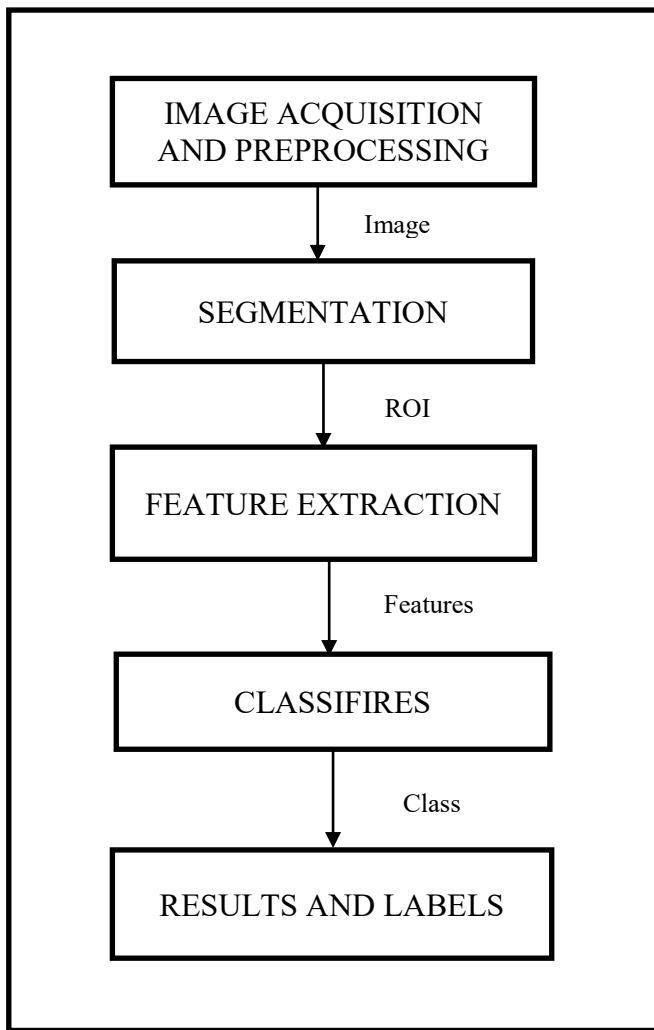 IMAGE ACQUISITION
AND PREPROCESSING
Image
SEGMENTATION
ROI
FEATURE EXTRACTION
Features
CLASSIFIRES
Class
RESULTS AND LABELS